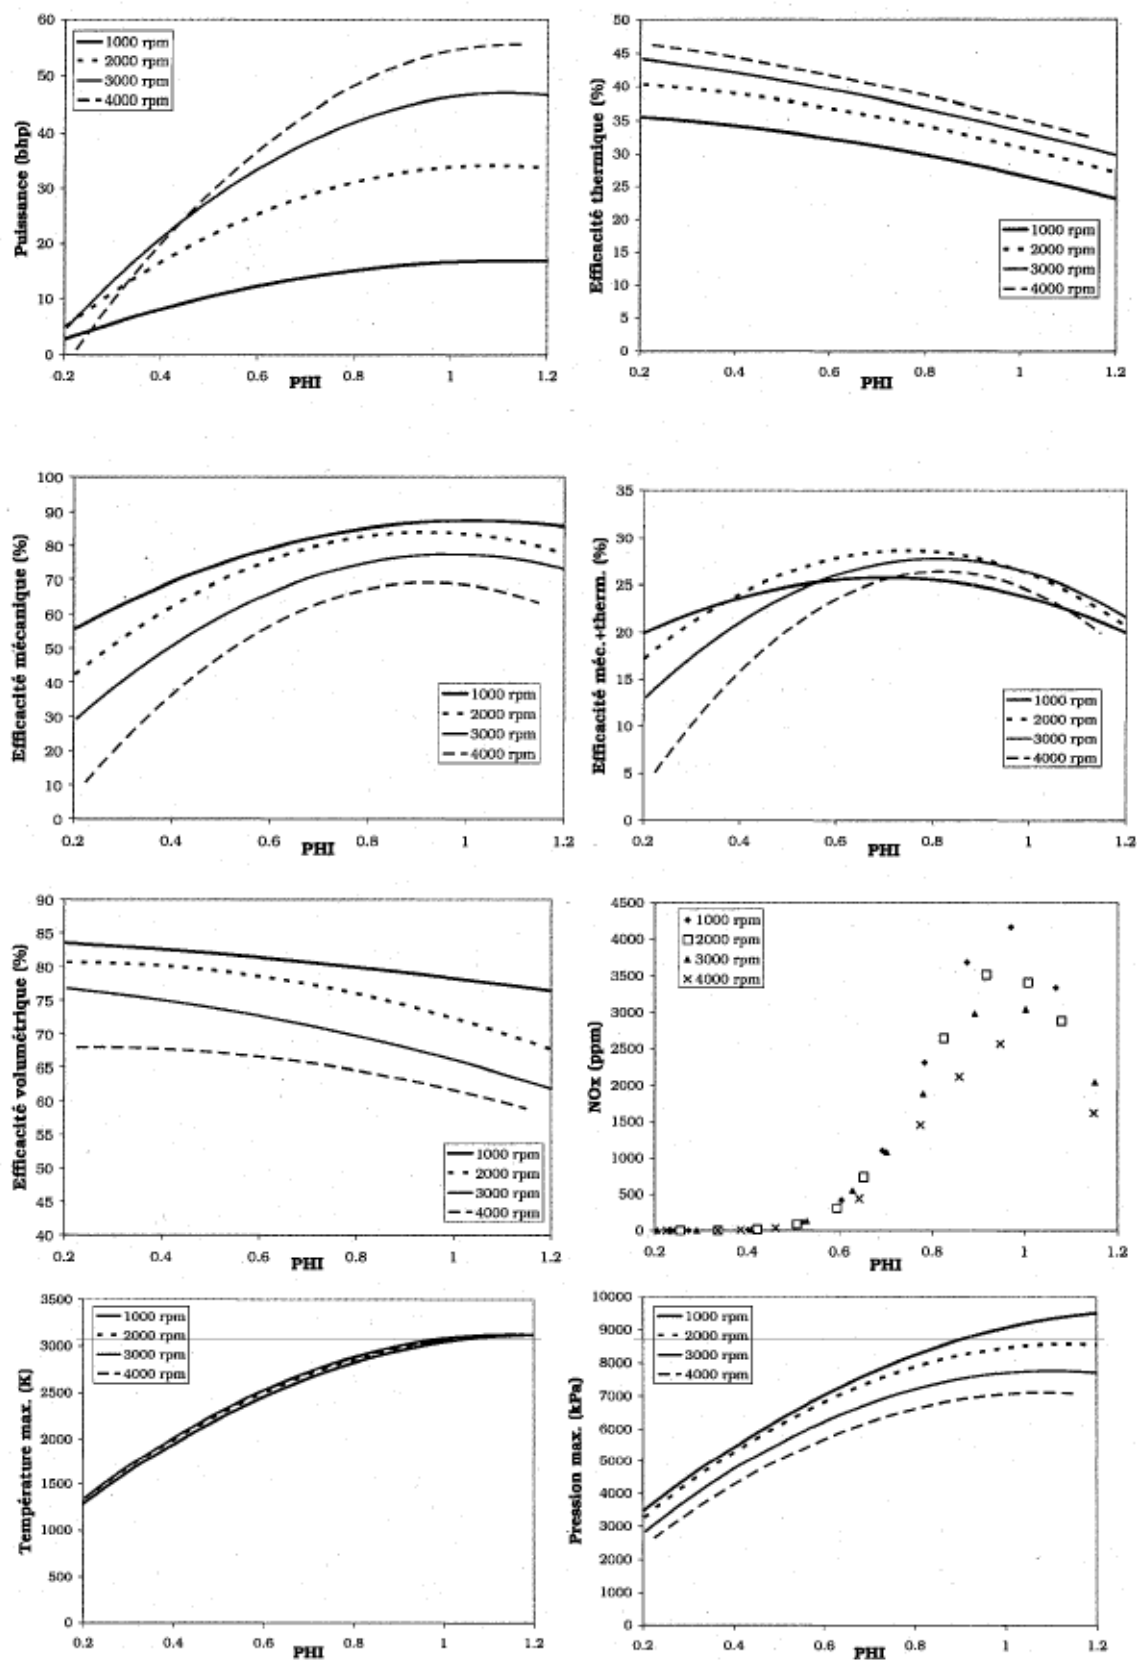 Puissance (bhp)
60
50
40
30
20
10
0
1000 rpm
2000 rpm
3000 rpm
4000 rpm
0.2 0.4 0.6 0.8 1 1.2
PHI
Efficacité thermique (%)
50
45
40
35
30
25
20
15
10
5
0
1000 rpm
2000 rpm
3000 rpm
4000 rpm
0.2 0.4 0.6 0.8 1 1.2
PHI
Efficacité mécanique (%)
100
90
80
70
60
50
40
30
20
10
0
1000 rpm
2000 rpm
3000 rpm
4000 rpm
0.2 0.4 0.6 0.8 1 1.2
PHI
Efficacité méc.+therm. (%)
35
30
25
20
15
10
5
0
1000 rpm
2000 rpm
3000 rpm
4000 rpm
0.2 0.4 0.6 0.8 1 1.2
PHI
Efficacité volumétrique (%)
90
85
80
75
70
65
60
55
50
45
40
1000 rpm
2000 rpm
3000 rpm
4000 rpm
0.2 0.4 0.6 0.8 1 1.2
PHI
NOx (ppm)
4500
4000
3500
3000
2500
2000
1500
1000
500
0
1000 rpm
2000 rpm
3000 rpm
4000 rpm
0.2 0.4 0.6 0.8 1 1.2
PHI
Température max. (K)
3500
3000
2500
2000
1500
1000
500
0
1000 rpm
2000 rpm
3000 rpm
4000 rpm
0.2 0.4 0.6 0.8 1 1.2
PHI
Pression max. (kPa)
10000
9000
8000
7000
6000
5000
4000
3000
2000
1000
0
1000 rpm
2000 rpm
3000 rpm
4000 rpm
0.2 0.4 0.6 0.8 1 1.2
PHI